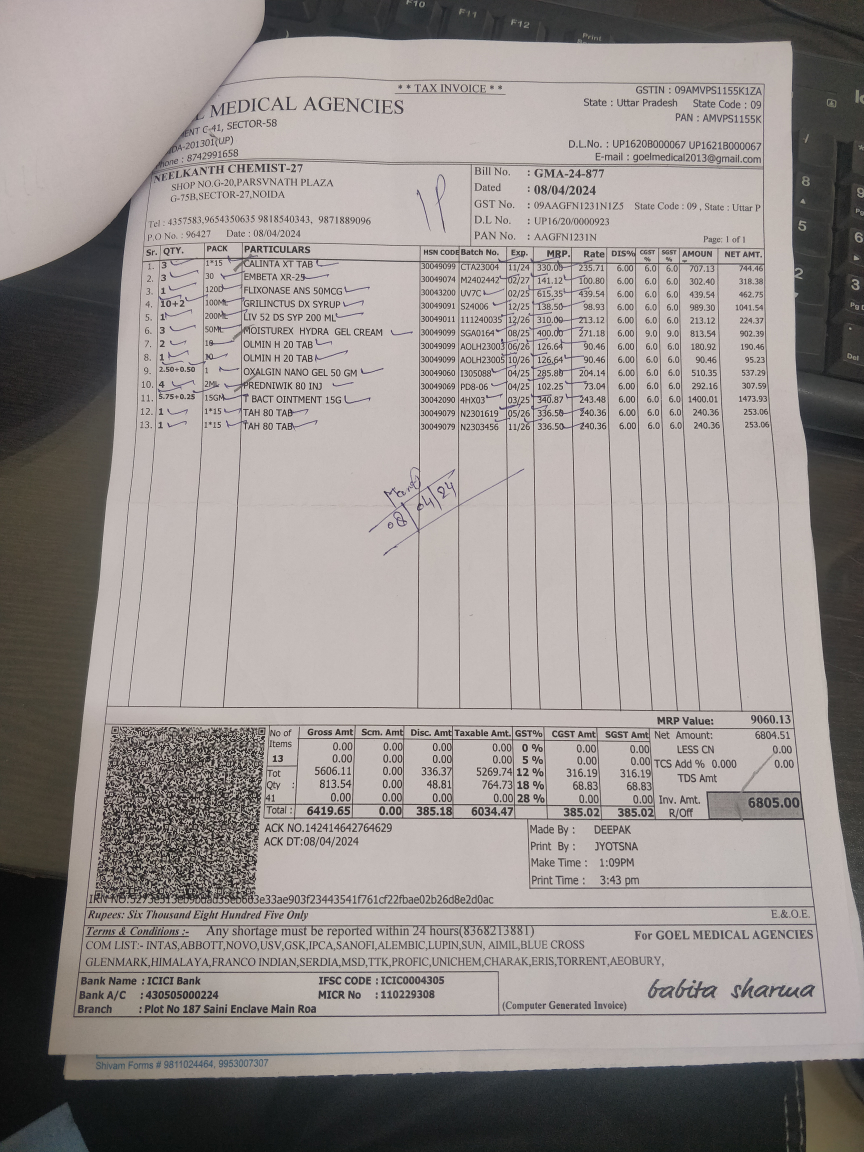 F10
F11
F12
Print
* * TAX INVOICE * *
MEDICAL AGENCIES
C-41, SECTOR-58
201301(UP)
: 8742991658
GSTIN : 09AMVPS1155K1ZA
State : Uttar Pradesh State Code : 09
PAN : AMVPS1155K
D.L.No. : UP1620B000067 UP1621B000067
E-mail : goelmedical2013@gmail.com
NEELKANTH CHEMIST-27
SHOP NO.G-20,PARSVNATH PLAZA
G-75B,SECTOR-27,NOIDA
Tel : 4357583,9654350635 9818540343, 9871889096
P.O No. : 96427 Date : 08/04/2024
Bill No. : GMA-24-877
Dated : 08/04/2024
GST No. : 09AAGFN1231N1Z5 State Code : 09 , State : Uttar P
D.L No. : UP16/20/0000923
PAN No. : AAGFN1231N
Page: 1 of 1
Sr. QTY. PACK PARTICULARS HSN CODE Batch No. Exp. MRP. Rate DIS% CGST % SGST % AMOUN NET AMT.
1. 3 1*15 CALINTA XT TAB 30049099 CTA23004 11/24 330.00 235.71 6.00 6.0 6.0 707.13 744.46
2. 3 30 EMBETA XR-25 30049074 M2402442 02/27 141.12 100.80 6.00 6.0 6.0 302.40 318.38
3. 1 120D FLIXONASE ANS 50MCG 30043200 UV7C 02/25 615.35 439.54 6.00 6.0 6.0 439.54 462.75
4. 10+2 100ML GRILINCTUS DX SYRUP 30049091 S24006 12/25 138.50 98.93 6.00 6.0 6.0 989.30 1041.54
5. 1 200ML LIV 52 DS SYP 200 ML 30049011 111240035 12/26 310.00 213.12 6.00 6.0 6.0 213.12 224.37
6. 3 50ML MOISTUREX HYDRA GEL CREAM 30049099 SGA0164 08/25 400.00 271.18 6.00 9.0 9.0 813.54 902.39
7. 2 10 OLMIN H 20 TAB 30049099 AOLH23003 06/26 126.64 90.46 6.00 6.0 6.0 180.92 190.46
8. 1 10 OLMIN H 20 TAB 30049099 AOLH23005 10/26 126.64 90.46 6.00 6.0 6.0 90.46 95.23
9. 2.50+0.50 1 OXALGIN NANO GEL 50 GM 30049060 I305088 04/25 285.80 204.14 6.00 6.0 6.0 510.35 537.29
10. 4 2ML PREDNIWIK 80 INJ 30049069 PD8-06 04/25 102.25 73.04 6.00 6.0 6.0 292.16 307.59
11. 5.75+0.25 15GM T BACT OINTMENT 15G 30042090 4HX03 03/25 340.87 243.48 6.00 6.0 6.0 1400.01 1473.93
12. 1 1*15 TAH 80 TAB 30049079 N2301619 05/26 336.50 240.36 6.00 6.0 6.0 240.36 253.06
13. 1 1*15 TAH 80 TAB 30049079 N2303456 11/26 336.50 240.36 6.00 6.0 6.0 240.36 253.06
08/04/24
MRP Value: 9060.13
No of Items 13 Tot Qty : 41
Gross Amt Scm. Amt Disc. Amt Taxable Amt. GST% CGST Amt SGST Amt
0.00 0.00 0.00 0.00 0 % 0.00 0.00
0.00 0.00 0.00 0.00 5 % 0.00 0.00
5606.11 0.00 336.37 5269.74 12 % 316.19 316.19
813.54 0.00 48.81 764.73 18 % 68.83 68.83
0.00 0.00 0.00 0.00 28 % 0.00 0.00
Total : 6419.65 0.00 385.18 6034.47 385.02 385.02
Net Amount: 6804.51
LESS CN 0.00
TCS Add % 0.000 0.00
TDS Amt
Inv. Amt. R/Off 6805.00
ACK NO.142414642764629
ACK DT:08/04/2024
Made By : DEEPAK
Print By : JYOTSNA
Make Time : 1:09PM
Print Time : 3:43 pm
Rupees: Six Thousand Eight Hundred Five Only
E.&O.E.
Terms & Conditions :- Any shortage must be reported within 24 hours(8368213881)
COM LIST:- INTAS,ABBOTT,NOVO,USV,GSK,IPCA,SANOFI,ALEMBIC,LUPIN,SUN, AIMIL,BLUE CROSS
GLENMARK,HIMALAYA,FRANCO INDIAN,SERDIA,MSD,TTK,PROFIC,UNICHEM,CHARAK,ERIS,TORRENT,AEOBURY,
For GOEL MEDICAL AGENCIES
Bank Name : ICICI Bank IFSC CODE : ICIC0004305
Bank A/C : 430505000224 MICR No : 110229308
Branch : Plot No 187 Saini Enclave Main Roa
(Computer Generated Invoice)
babita sharma
Shivam Forms # 9811024464, 9953007307